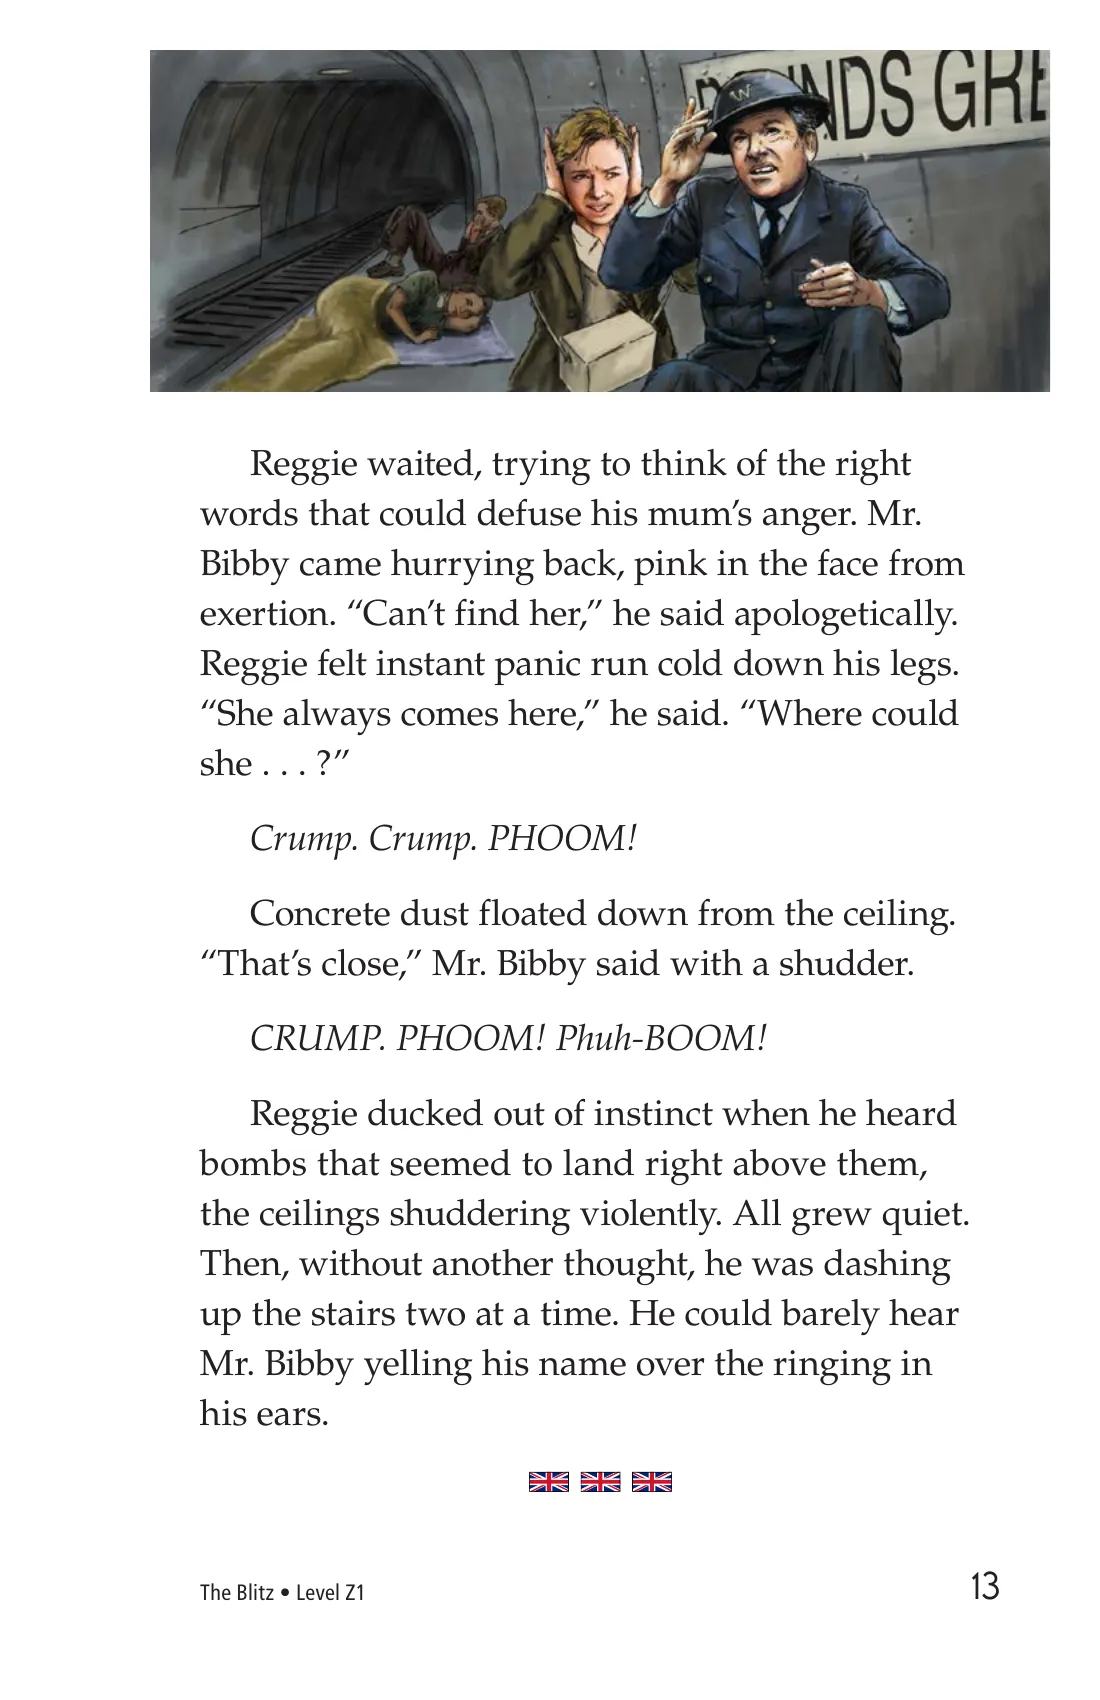 W
NDS GRE
Reggie waited, trying to think of the right
words that could defuse his mum’s anger. Mr.
Bibby came hurrying back, pink in the face from
exertion. “Can’t find her,” he said apologetically.
Reggie felt instant panic run cold down his legs.
“She always comes here,” he said. “Where could
she . . . ?”
Crump. Crump. PHOOM!
Concrete dust floated down from the ceiling.
“That’s close,” Mr. Bibby said with a shudder.
CRUMP. PHOOM! Phuh-BOOM!
Reggie ducked out of instinct when he heard
bombs that seemed to land right above them,
the ceilings shuddering violently. All grew quiet.
Then, without another thought, he was dashing
up the stairs two at a time. He could barely hear
Mr. Bibby yelling his name over the ringing in
his ears.
The Blitz • Level Z1
13